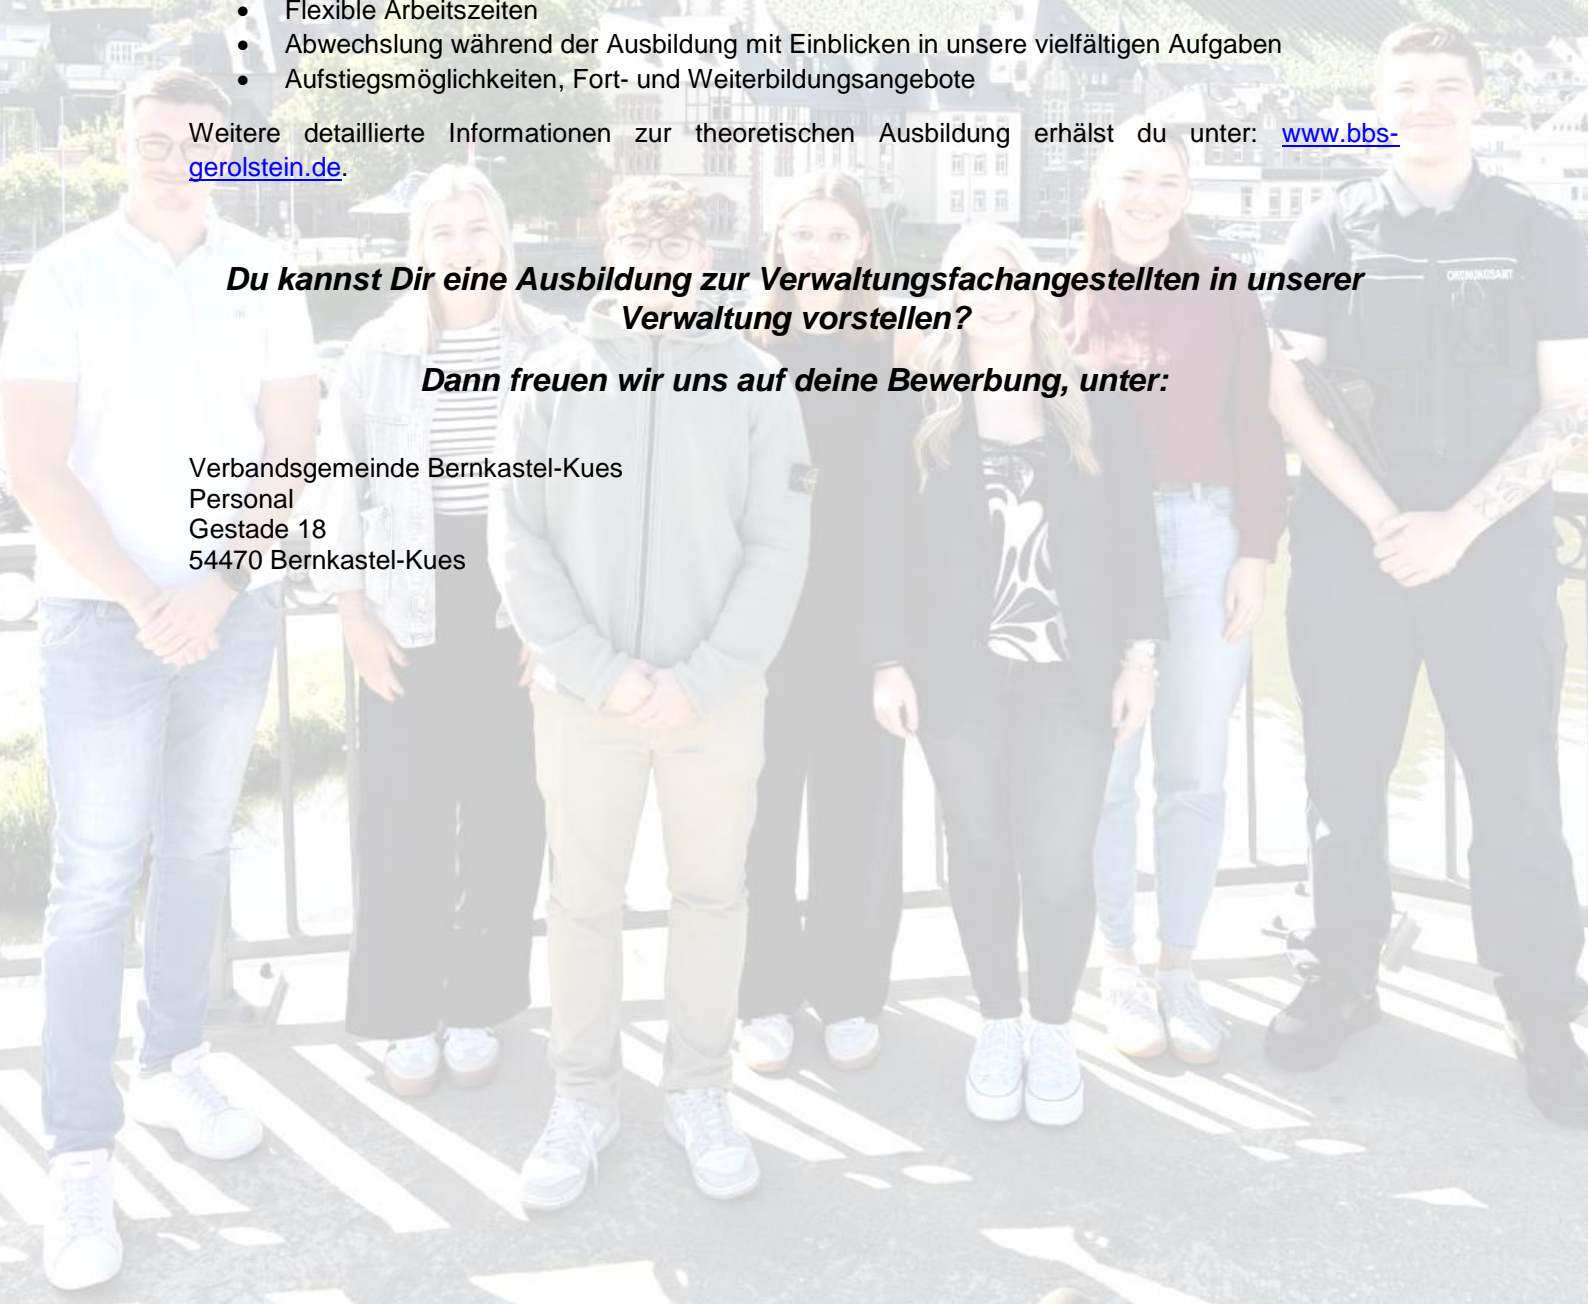 • Flexible Arbeitszeiten
• Abwechslung während der Ausbildung mit Einblicken in unsere vielfältigen Aufgaben
• Aufstiegsmöglichkeiten, Fort- und Weiterbildungsangebote
Weitere detaillierte Informationen zur theoretischen Ausbildung erhälst du unter: www.bbs-
gerolstein.de.
Du kannst Dir eine Ausbildung zur Verwaltungsfachangestellten in unserer
Verwaltung vorstellen?
Dann freuen wir uns auf deine Bewerbung, unter:
Verbandsgemeinde Bernkastel-Kues
Personal
Gestade 18
54470 Bernkastel-Kues
ORDNUNGSAMT